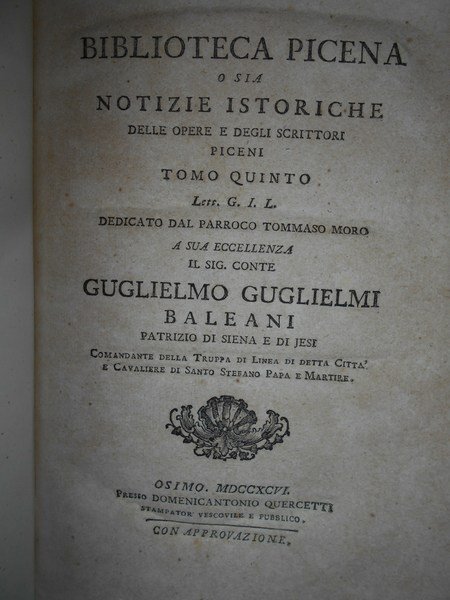 BIBLIOTECA PICENA
O SIA
NOTIZIE ISTORICHE
DELLE OPERE E DEGLI SCRITTORI
PICENI
TOMO QUINTO
Lett. G. I. L.
DEDICATO DAL PARROCO TOMMASO MORO
A SUA ECCELLENZA
IL SIG. CONTE
GUGLIELMO GUGLIELMI
BALEANI
PATRIZIO DI SIENA E DI JESI
COMANDANTE DELLA TRUPPA DI LINEA DI DETTA CITTA'
E CAVALIERE DI SANTO STEFANO PAPA E MARTIRE.
OSIMO. MDCCXCVI.
PRESSO DOMENICANTONIO QUERCETTI
STAMPATOR VESCOVILE E PUBBLICO.
CON APPROVAZIONE.